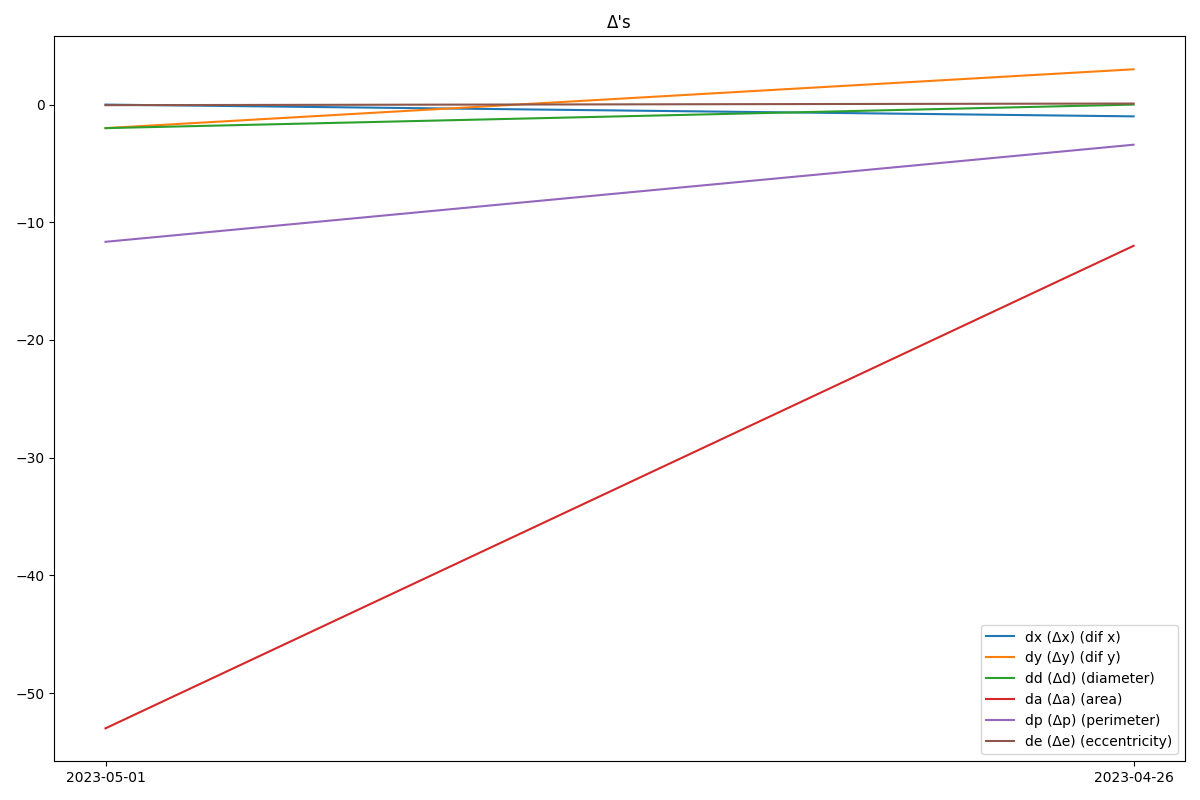 Δ's
0
−10
−20
−30
−40
−50
2023-05-01
2023-04-26
dx (Δx) (dif x)
dy (Δy) (dif y)
dd (Δd) (diameter)
da (Δa) (area)
dp (Δp) (perimeter)
de (Δe) (eccentricity)